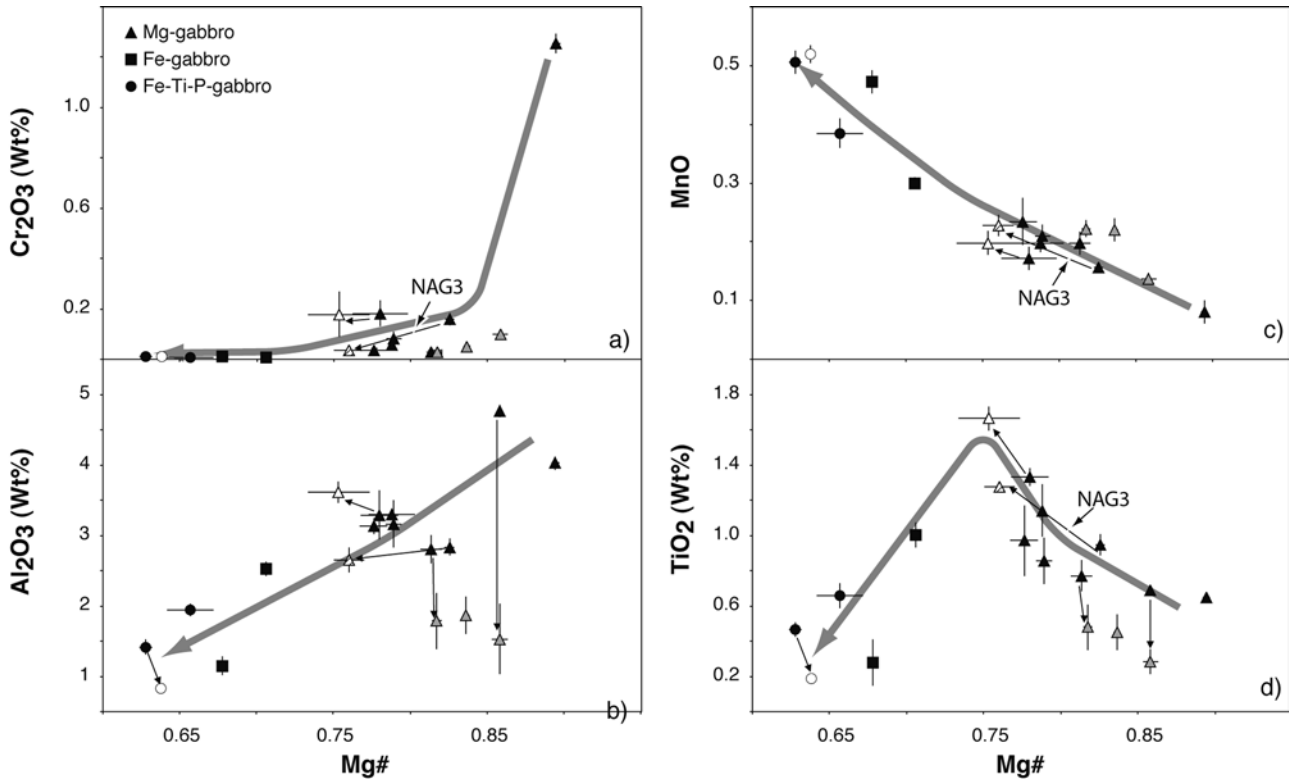 Mg-gabbro
Fe-gabbro
Fe-Ti-P-gabbro
Cr2O3 (Wt%)
1.0
0.6
0.2
NAG3
a)
MnO
0.5
0.3
0.1
NAG3
c)
Al2O3 (Wt%)
5
4
3
2
1
b)
0.65
0.75
0.85
Mg#
TiO2 (Wt%)
1.8
1.4
1.0
0.6
0.2
NAG3
d)
0.65
0.75
0.85
Mg#